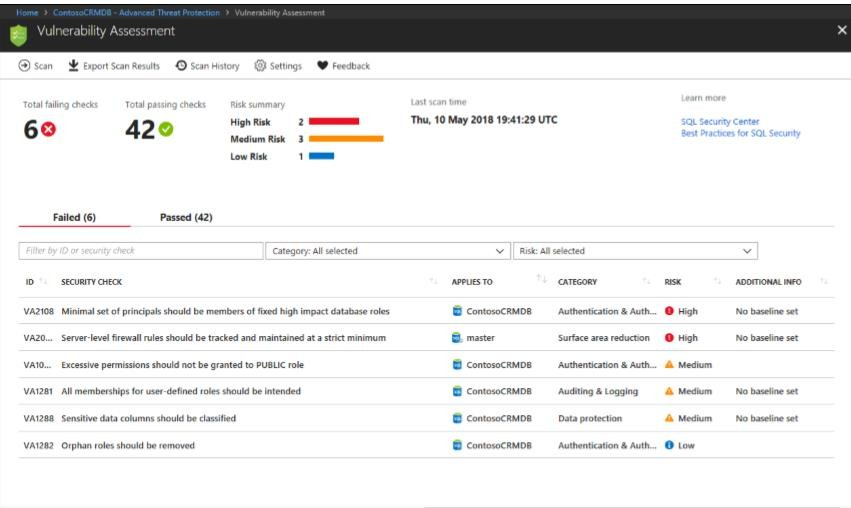 Home > ContosoCRMDB - Advanced Threat Protection > Vulnerability Assessment
Vulnerability Assessment
Scan Export Scan Results Scan History Settings Feedback
Total failing checks Total passing checks Risk summary Last scan time Learn more
6 42 High Risk 2 Thu, 10 May 2018 19:41:29 UTC SQL Security Center
Medium Risk 3 Best Practices for SQL Security
Low Risk 1
Failed (6) Passed (42)
Filter by ID or security check Category: All selected Risk: All selected
ID SECURITY CHECK APPLIES TO CATEGORY RISK ADDITIONAL INFO
VA2108 Minimal set of principals should be members of fixed high impact database roles ContosoCRMDB Authentication & Auth... High No baseline set
VA20... Server-level firewall rules should be tracked and maintained at a strict minimum master Surface area reduction High No baseline set
VA10... Excessive permissions should not be granted to PUBLIC role ContosoCRMDB Authentication & Auth... Medium
VA1281 All memberships for user-defined roles should be intended ContosoCRMDB Auditing & Logging Medium No baseline set
VA1288 Sensitive data columns should be classified ContosoCRMDB Data protection Medium No baseline set
VA1282 Orphan roles should be removed ContosoCRMDB Authentication & Auth... Low